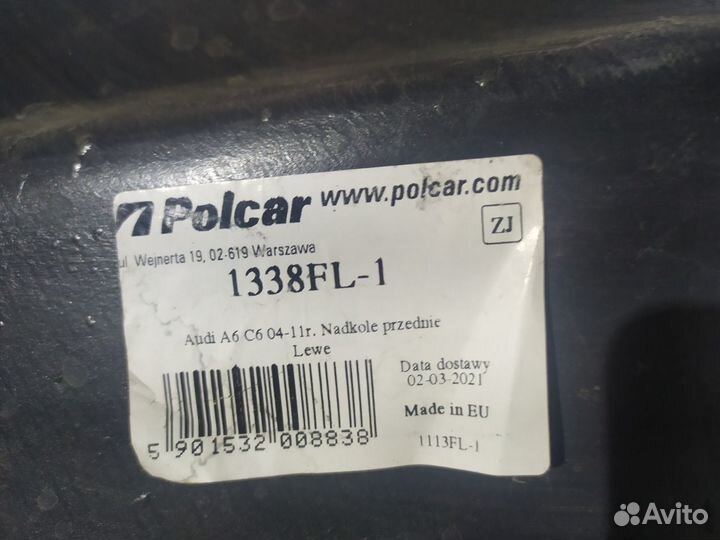 Polcar www.polcar.com
ul. Wejnerta 19, 02-619 Warszawa
ZJ
1338FL-1
Audi A6 C6 04-11r. Nadkole przednie
Lewe
Data dostawy
02-03-2021
Made in EU
5 901532 008838
1113FL-1
Avito